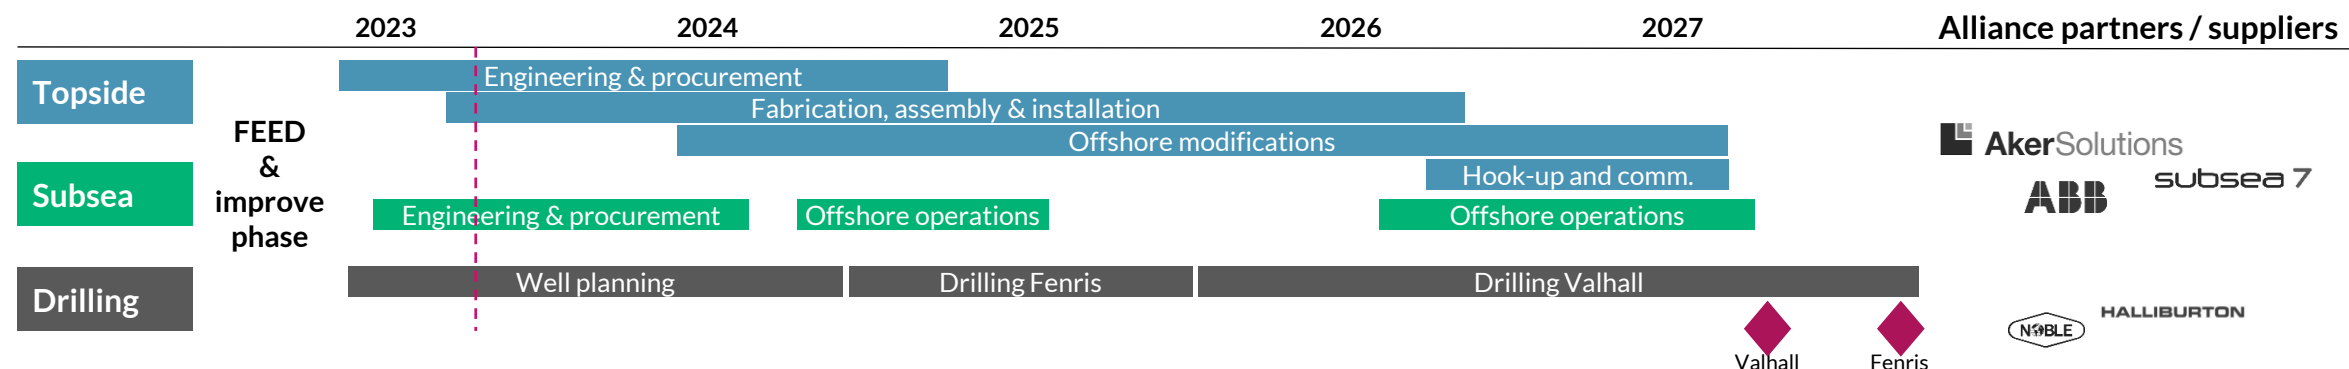 2023 2024 2025 2026 2027 Alliance partners / suppliers
Topside
Engineering & procurement
Fabrication, assembly & installation
Offshore modifications
Hook-up and comm.
FEED
&
improve
phase
Subsea
Engineering & procurement Offshore operations Offshore operations
Drilling
Well planning Drilling Fenris Drilling Valhall
Valhall Fenris
AkerSolutions
subsea 7
ABB
HALLIBURTON
NOBLE